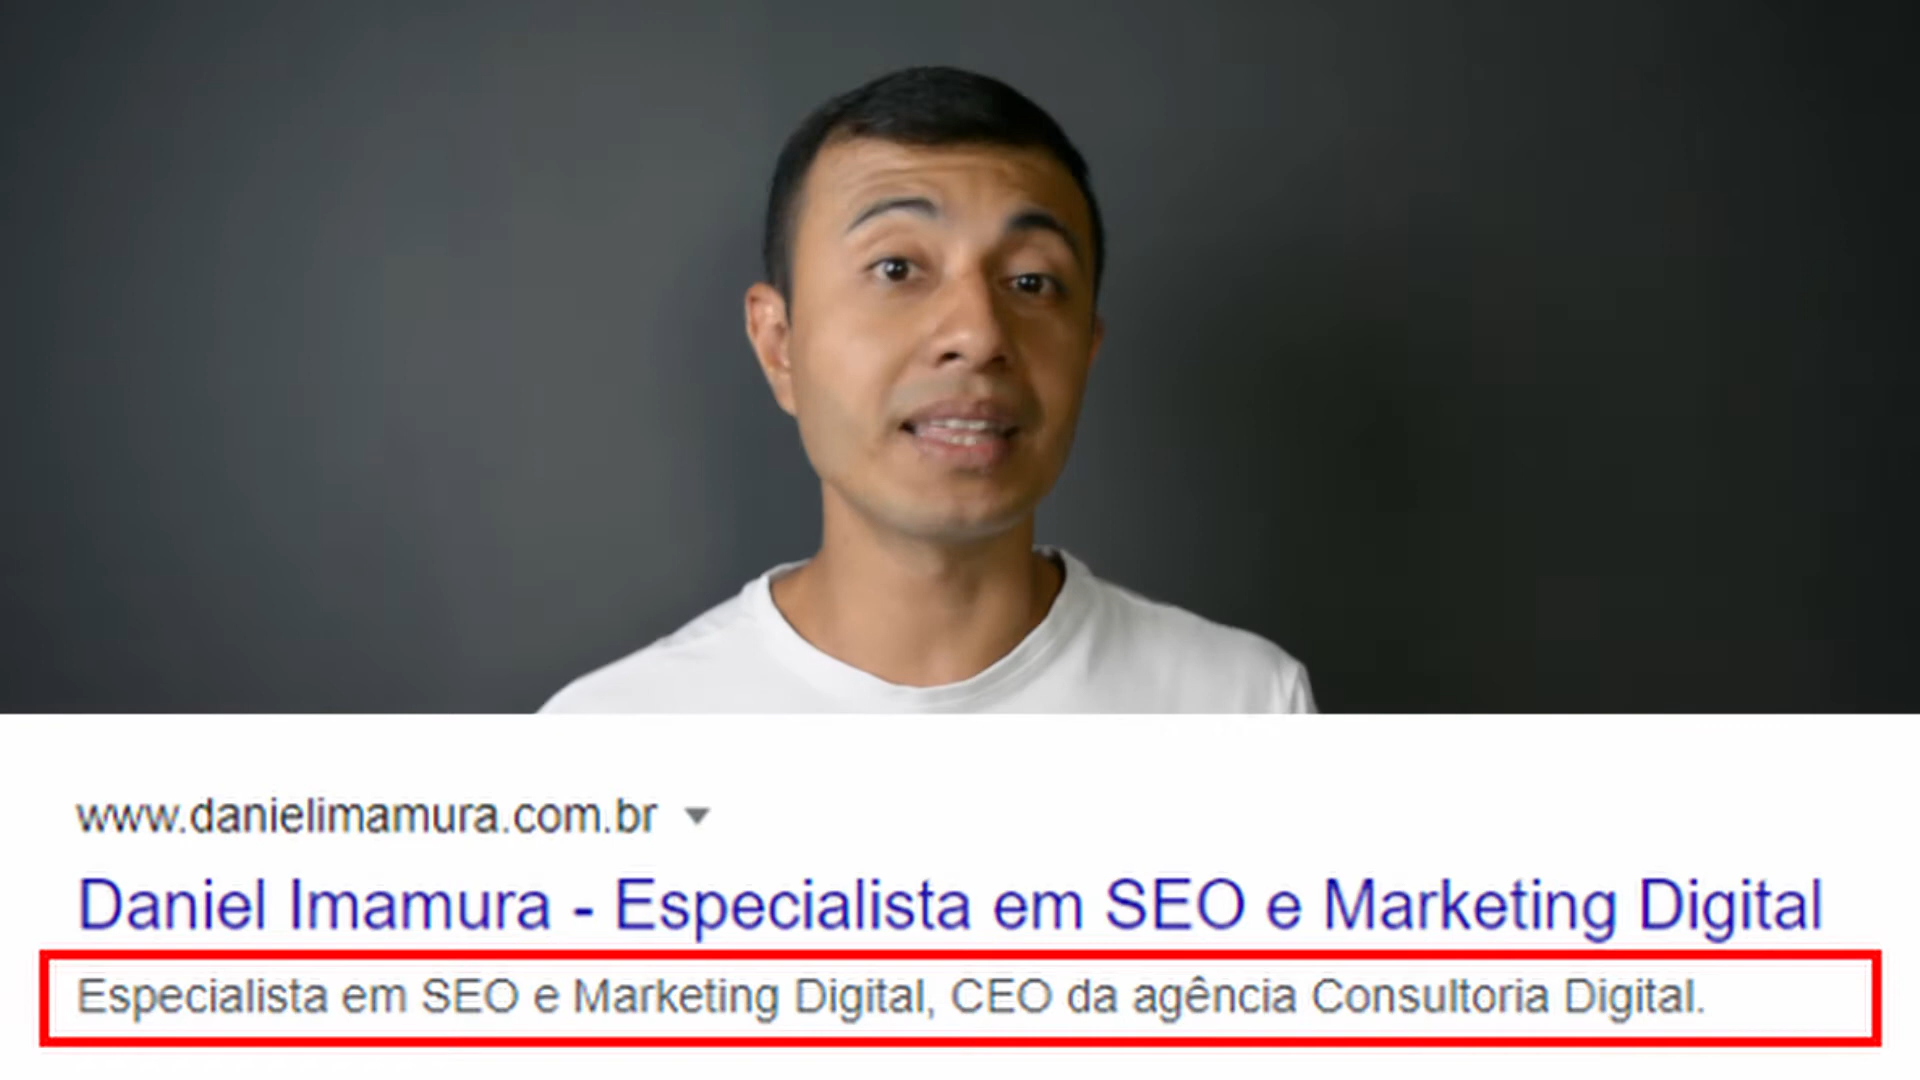 www.danielimamura.com.br
Daniel Imamura - Especialista em SEO e Marketing Digital
Especialista em SEO e Marketing Digital, CEO da agência Consultoria Digital.